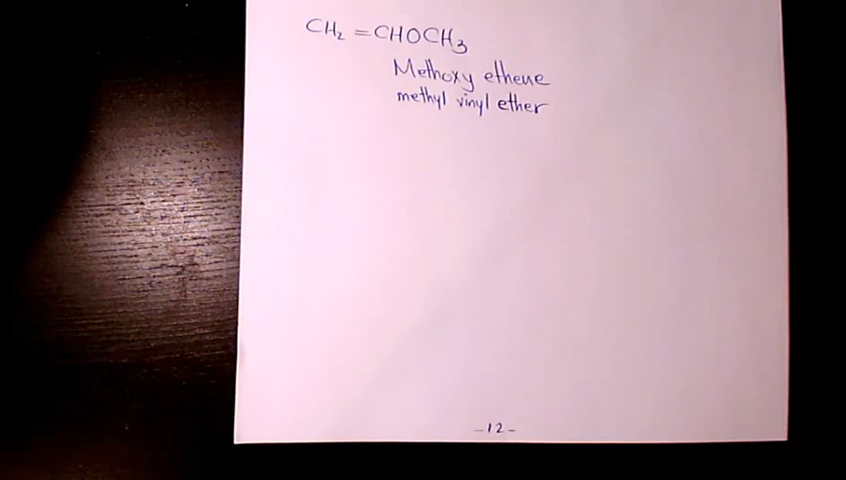 CH₂ = CHOCH₃
Methoxy ethene
methyl vinyl ether
-12-